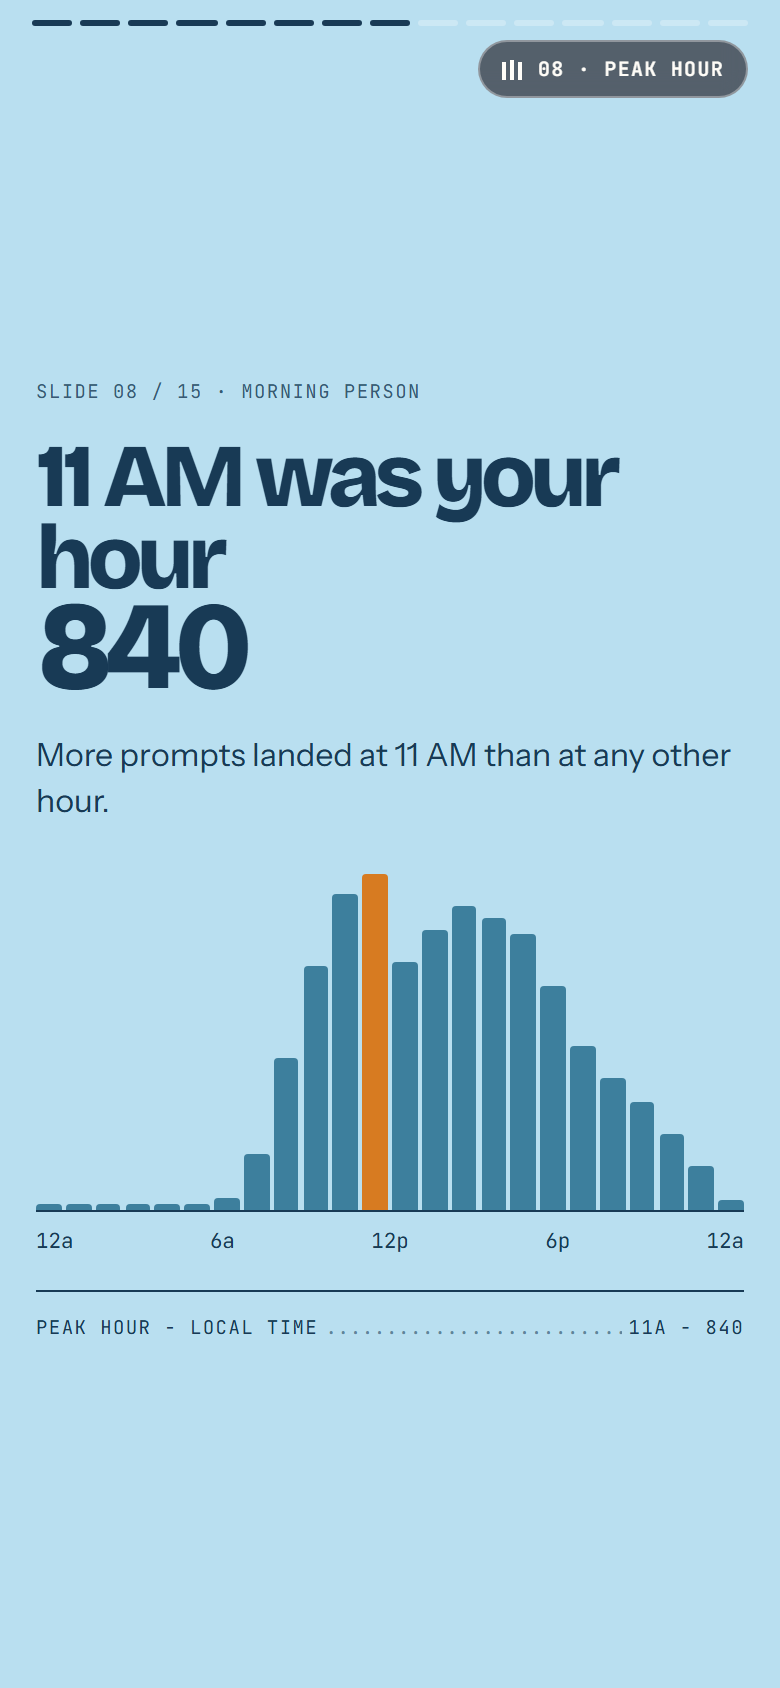 08 · PEAK HOUR
SLIDE 08 / 15 · MORNING PERSON
11 AM was your
hour
840
More prompts landed at 11 AM than at any other
hour.
12a 6a 12p 6p 12a
PEAK HOUR - LOCAL TIME ........................ 11A - 840